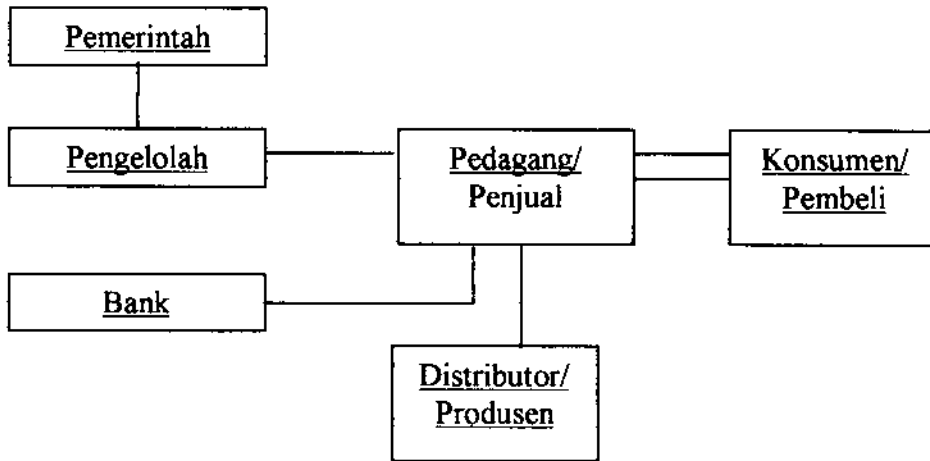 Pemerintah
Pengelolah
Pedagang/
Penjual
Konsumen/
Pembeli
Bank
Distributor/
Produsen